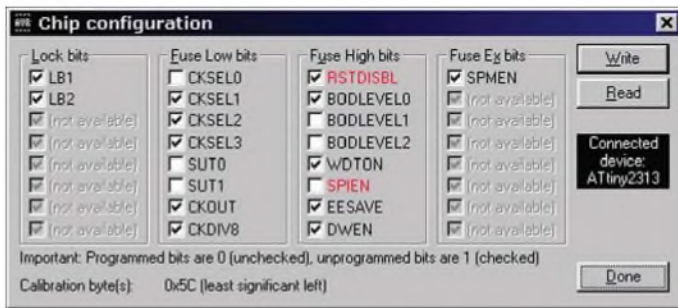 AVR Chip configuration
Lock bits
LB1
LB2
(not available)
(not available)
(not available)
(not available)
(not available)
(not available)
Fuse Low bits
CKSEL0
CKSEL1
CKSEL2
CKSEL3
SUT0
SUT1
CKOUT
CKDIV8
Fuse High bits
RSTDISBL
BODLEVEL0
BODLEVEL1
BODLEVEL2
WDTON
SPIEN
EESAVE
DWEN
Fuse Ex bits
SPMEN
(not available)
(not available)
(not available)
(not available)
(not available)
(not available)
(not available)
Write
Read
Connected
device:
ATtiny2313
Important: Programmed bits are 0 (unchecked), unprogrammed bits are 1 (checked)
Calibration byte(s): 0x5C (least significant left)
Done